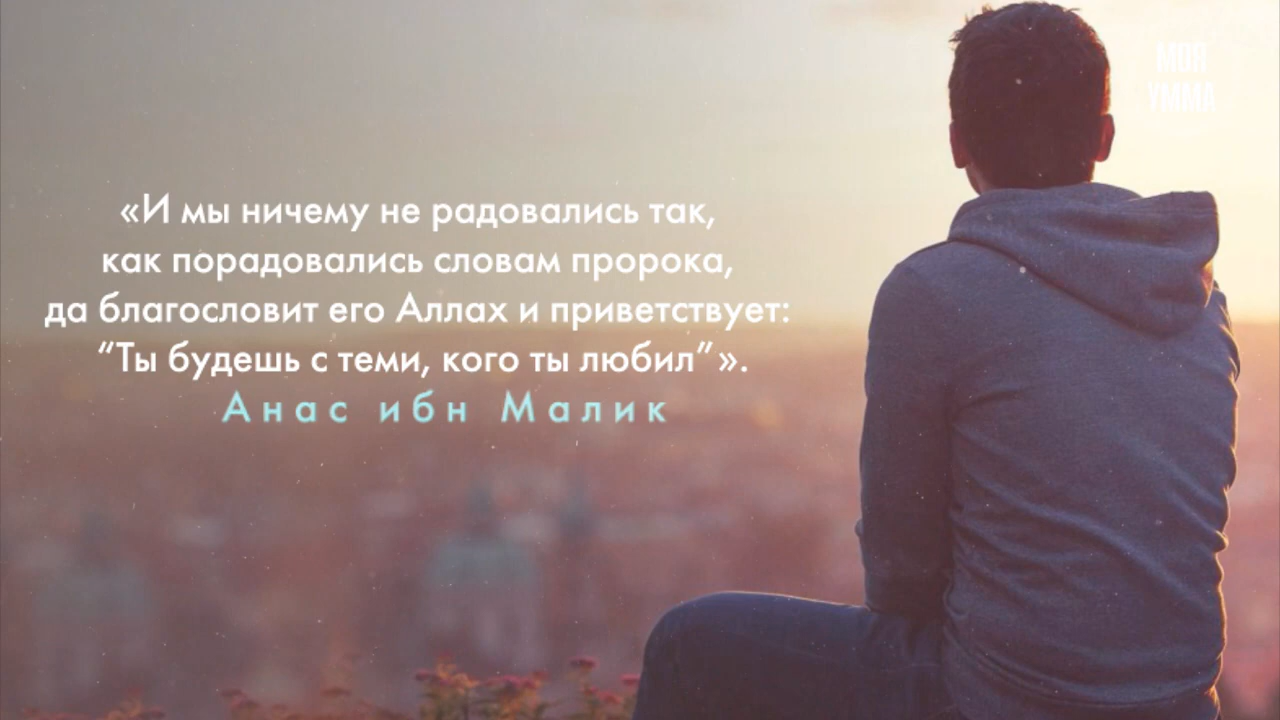 МОЯ
УММА
«И мы ничему не радовались так,
как порадовались словам пророка,
да благословит его Аллах и приветствует:
“Ты будешь с теми, кого ты любил”».
Анас ибн Малик